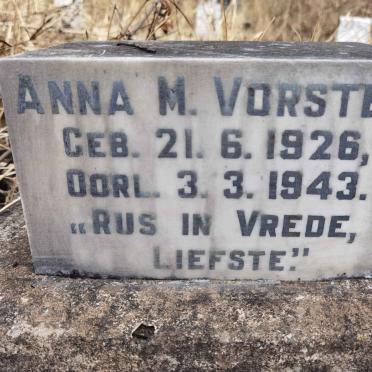 ANNA M. VORSTE
GEB. 21. 6. 1926,
OORL. 3. 3. 1943.
„RUS IN VREDE,
LIEFSTE."